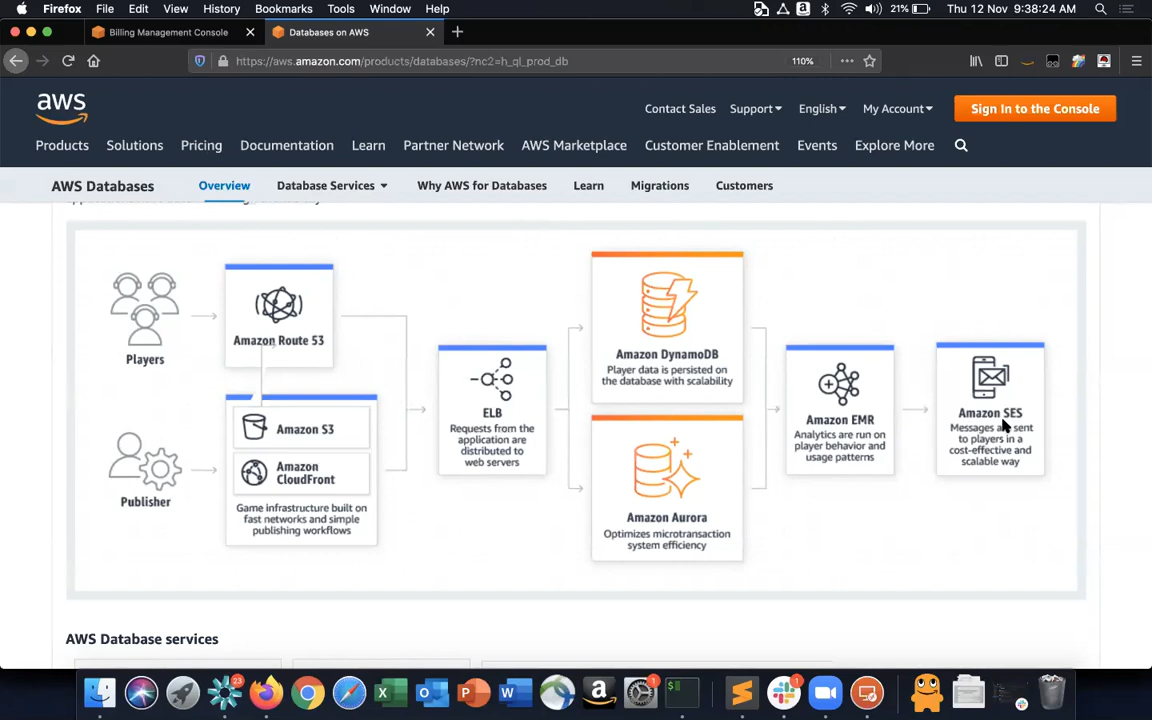 Firefox File Edit View History Bookmarks Tools Window Help
21% Thu 12 Nov 9:38:24 AM
Billing Management Console
Databases on AWS
https://aws.amazon.com/products/databases/?nc2=h_ql_prod_db
110%
aws
Contact Sales Support English My Account Sign In to the Console
Products Solutions Pricing Documentation Learn Partner Network AWS Marketplace Customer Enablement Events Explore More
AWS Databases Overview Database Services Why AWS for Databases Learn Migrations Customers
Players
Amazon Route 53
Publisher
Amazon S3
Amazon
CloudFront
Game infrastructure built on
fast networks and simple
publishing workflows
ELB
Requests from the
application are
distributed to
web servers
Amazon DynamoDB
Player data is persisted on
the database with scalability
Amazon Aurora
Optimizes microtransaction
system efficiency
Amazon EMR
Analytics are run on
player behavior and
usage patterns
Amazon SES
Messages are sent
to players in a
cost-effective and
scalable way
AWS Database services
23
1
1